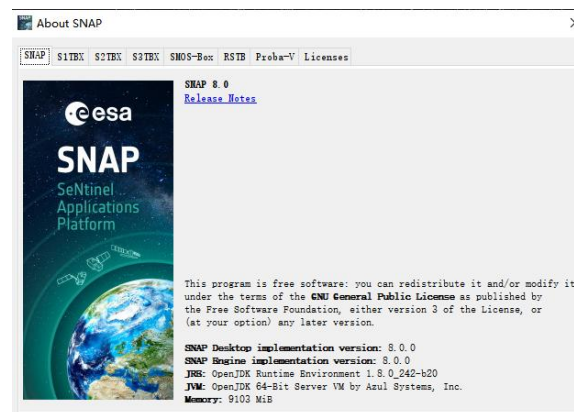 About SNAP
SNAP S1TBX S2TBX S3TBX SMOS-Box RSTB Proba-V Licenses
SNAP 8.0
Release Notes
esa
SNAP
SeNtinel
Applications
Platform
This program is free software: you can redistribute it and/or modify it
under the terms of the GNU General Public License as published by
the Free Software Foundation, either version 3 of the License, or
(at your option) any later version.
SNAP Desktop implementation version: 8.0.0
SNAP Engine implementation version: 8.0.0
JRE: OpenJDK Runtime Environment 1.8.0_242-b20
JVM: OpenJDK 64-Bit Server VM by Azul Systems, Inc.
Memory: 9103 MiB